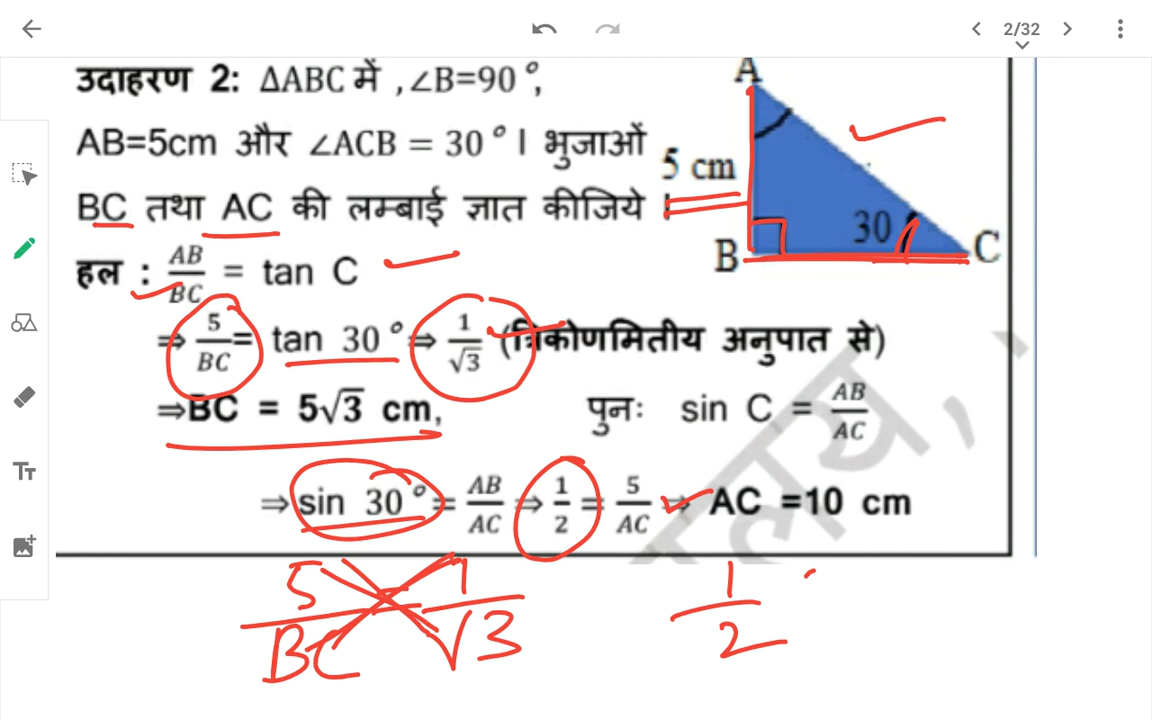 2/32
उदाहरण 2: ΔABC में ,∠B=90°,
AB=5cm और ∠ACB = 30° । भुजाओं
BC तथा AC की लम्बाई ज्ञात कीजिये ।
हल : AB/BC = tan C
⇒ 5/BC = tan 30° ⇒ 1/√3 (त्रिकोणमितीय अनुपात से)
⇒BC = 5√3 cm, पुनः sin C = AB/AC
⇒ sin 30° = AB/AC ⇒ 1/2 = 5/AC ⇒ AC =10 cm
A
5 cm
30
B
C
5/BC 1/√3 1/2
Tт